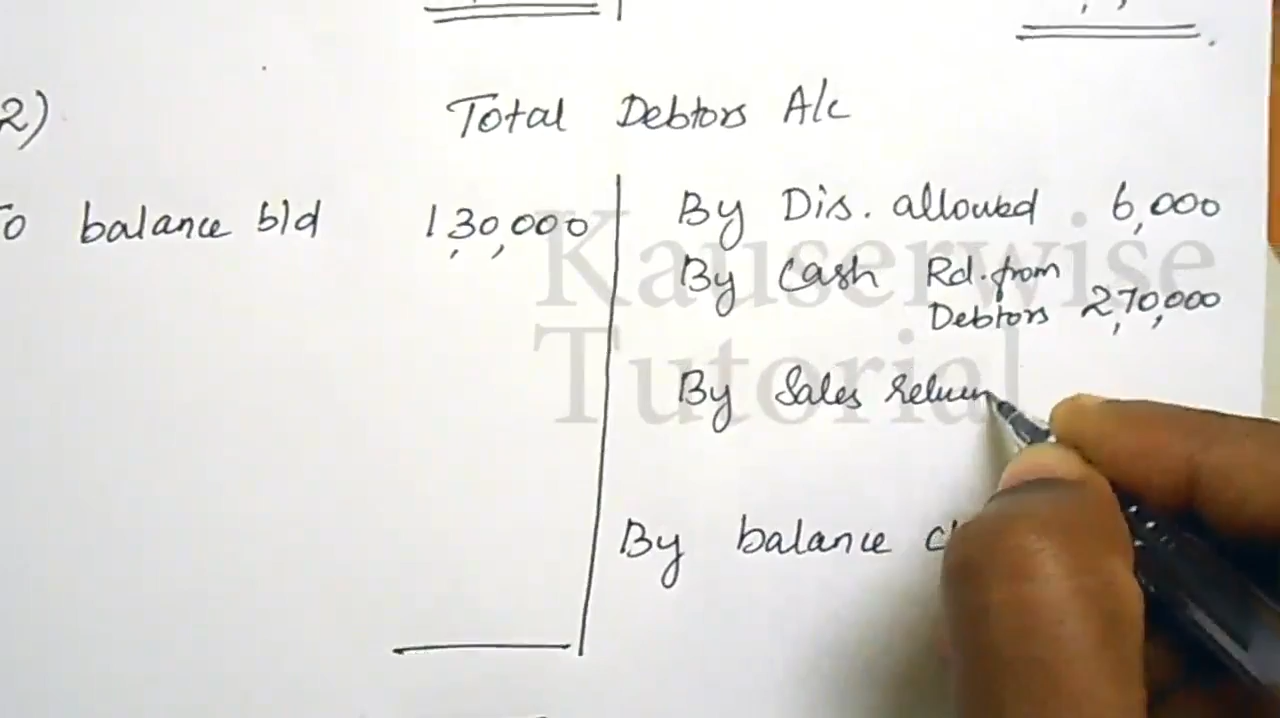 2)
Total Debtors A/c
To balance b/d 1,30,000
By Dis. allowed 6,000
By Cash Rd. from
Debtors 2,70,000
By Sales return
By balance
Kauserwise
Tutorial